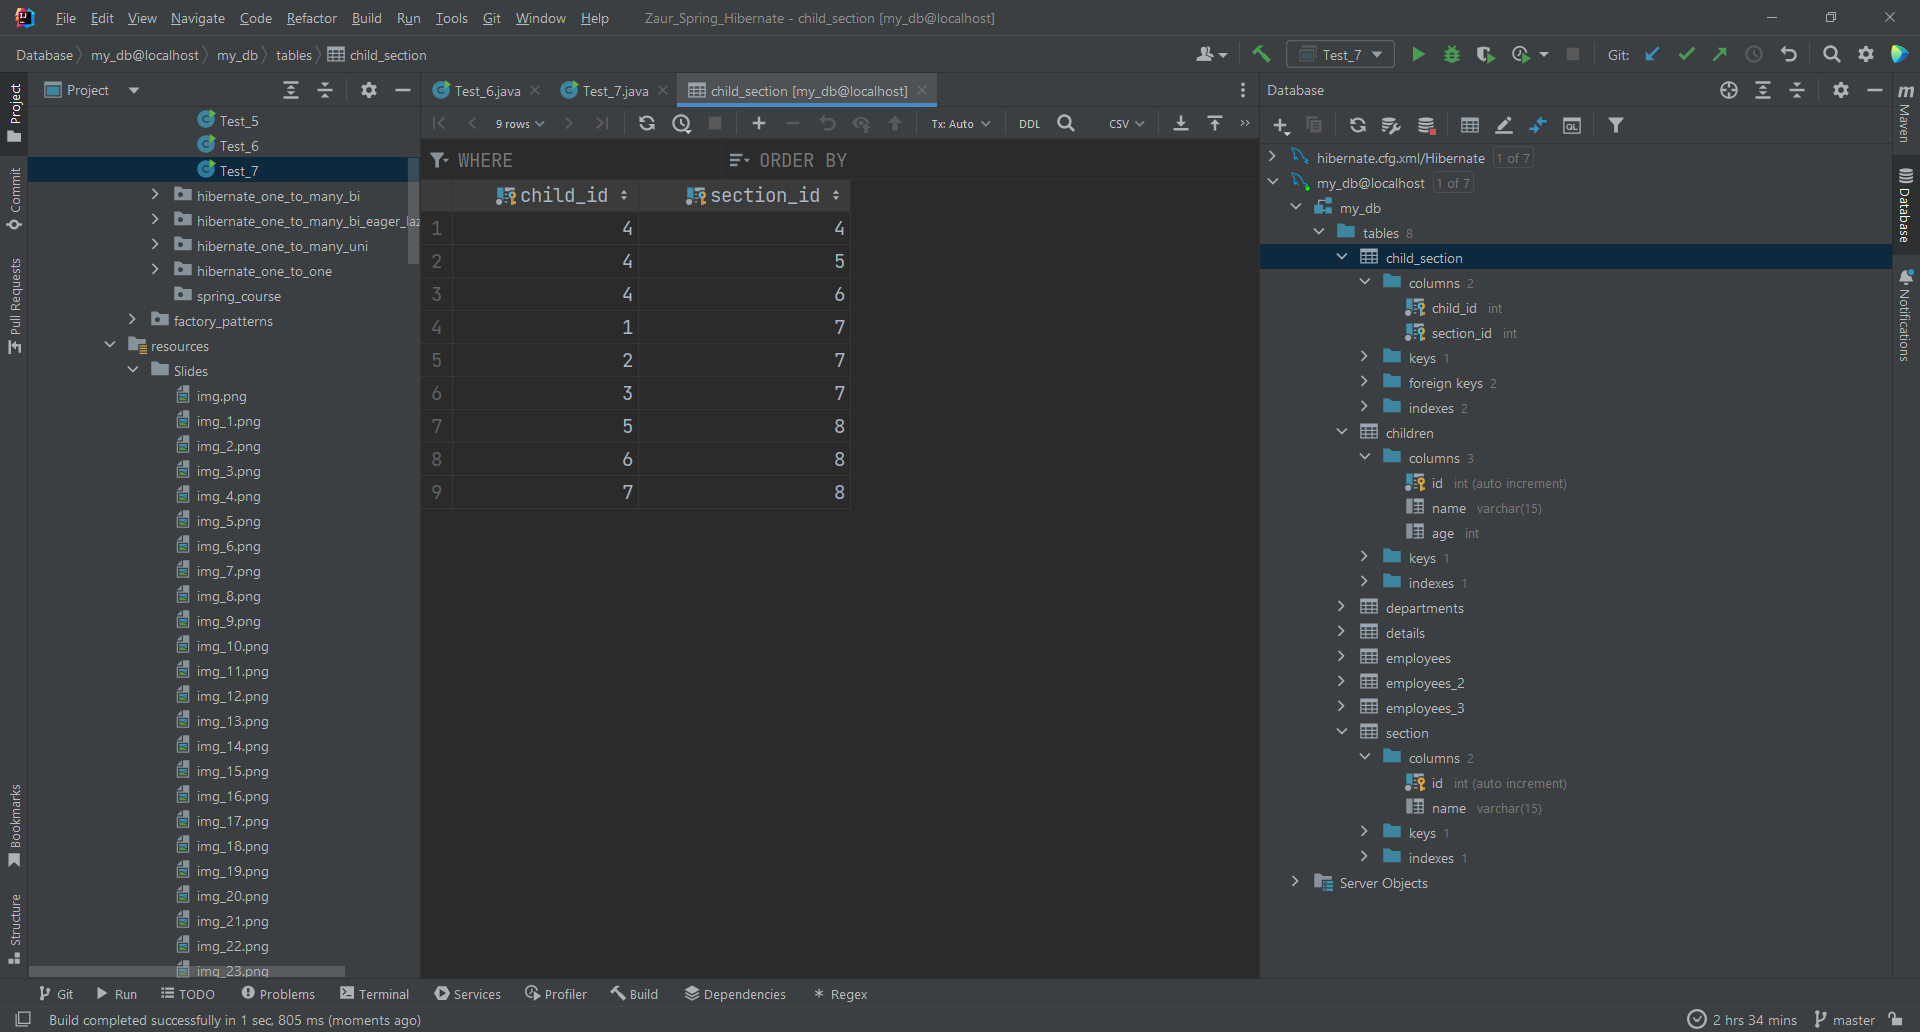 File Edit View Navigate Code Refactor Build Run Tools Git Window Help Zaur_Spring_Hibernate - child_section [my_db@localhost]
Database my_db@localhost my_db tables child_section Test_7 Git:
Project
Test_6.java Test_7.java child_section [my_db@localhost]
Database
9 rows Tx: Auto DDL CSV
WHERE ORDER BY
child_id section_id
1 4 4
2 4 5
3 4 6
4 1 7
5 2 7
6 3 7
7 5 8
8 6 8
9 7 8
Test_5
Test_6
Test_7
hibernate_one_to_many_bi
hibernate_one_to_many_bi_eager_laz
hibernate_one_to_many_uni
hibernate_one_to_one
spring_course
factory_patterns
resources
Slides
img.png
img_1.png
img_2.png
img_3.png
img_4.png
img_5.png
img_6.png
img_7.png
img_8.png
img_9.png
img_10.png
img_11.png
img_12.png
img_13.png
img_14.png
img_15.png
img_16.png
img_17.png
img_18.png
img_19.png
img_20.png
img_21.png
img_22.png
img_23.png
hibernate.cfg.xml/Hibernate 1 of 7
my_db@localhost 1 of 7
my_db
tables 8
child_section
columns 2
child_id int
section_id int
keys 1
foreign keys 2
indexes 2
children
columns 3
id int (auto increment)
name varchar(15)
age int
keys 1
indexes 1
departments
details
employees
employees_2
employees_3
section
columns 2
id int (auto increment)
name varchar(15)
keys 1
indexes 1
Server Objects
Project
Commit
Pull Requests
Bookmarks
Structure
Maven
Database
Notifications
Git Run TODO Problems Terminal Services Profiler Build Dependencies Regex
Build completed successfully in 1 sec, 805 ms (moments ago) 2 hrs 34 mins master